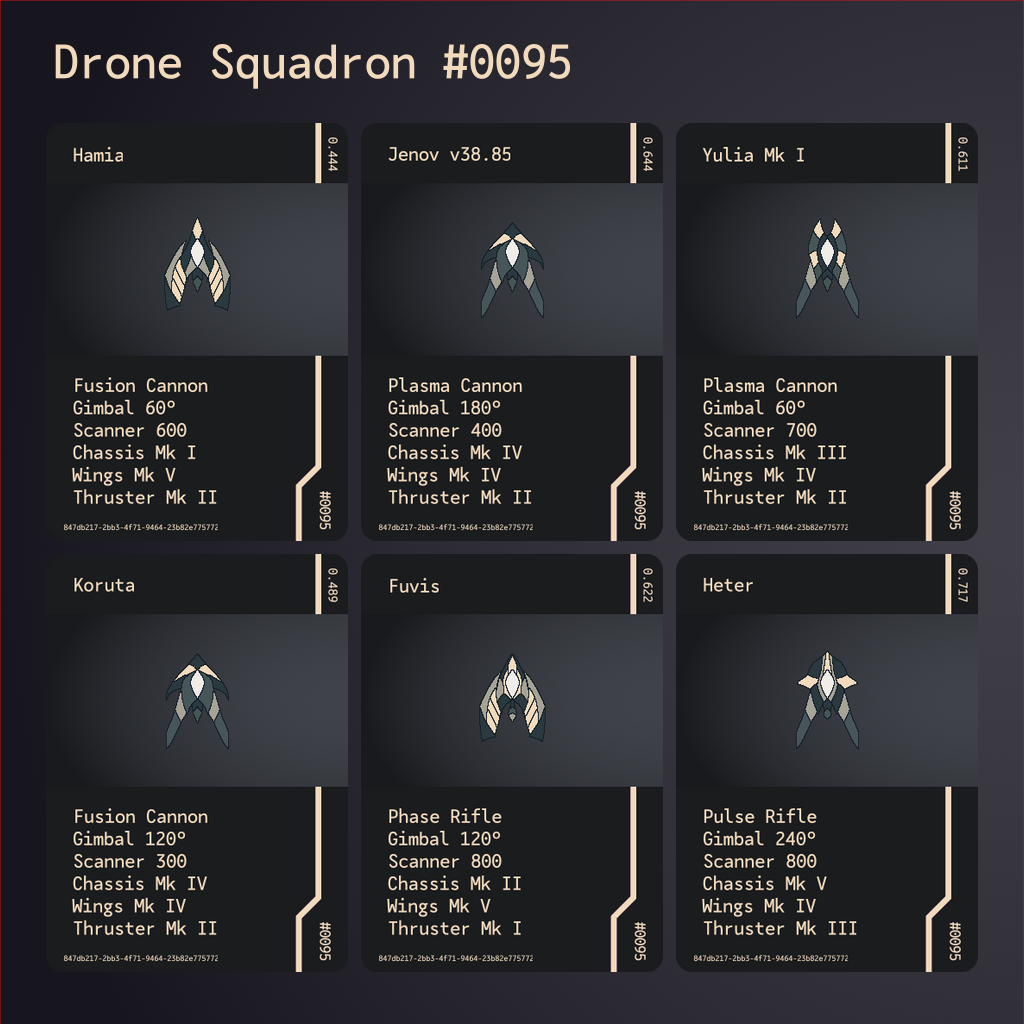 Drone Squadron #0095
Hamia
0.444
Fusion Cannon
Gimbal 60°
Scanner 600
Chassis Mk I
Wings Mk V
Thruster Mk II
#0095
847db217-2bb3-4f71-9464-23b82e775772
Jenov v38.85
0.644
Plasma Cannon
Gimbal 180°
Scanner 400
Chassis Mk IV
Wings Mk IV
Thruster Mk II
#0095
847db217-2bb3-4f71-9464-23b82e775772
Yulia Mk I
0.611
Plasma Cannon
Gimbal 60°
Scanner 700
Chassis Mk III
Wings Mk IV
Thruster Mk II
#0095
847db217-2bb3-4f71-9464-23b82e775772
Koruta
0.489
Fusion Cannon
Gimbal 120°
Scanner 300
Chassis Mk IV
Wings Mk IV
Thruster Mk II
#0095
847db217-2bb3-4f71-9464-23b82e775772
Fuvis
0.622
Phase Rifle
Gimbal 120°
Scanner 800
Chassis Mk II
Wings Mk V
Thruster Mk I
#0095
847db217-2bb3-4f71-9464-23b82e775772
Heter
0.717
Pulse Rifle
Gimbal 240°
Scanner 800
Chassis Mk V
Wings Mk IV
Thruster Mk III
#0095
847db217-2bb3-4f71-9464-23b82e775772